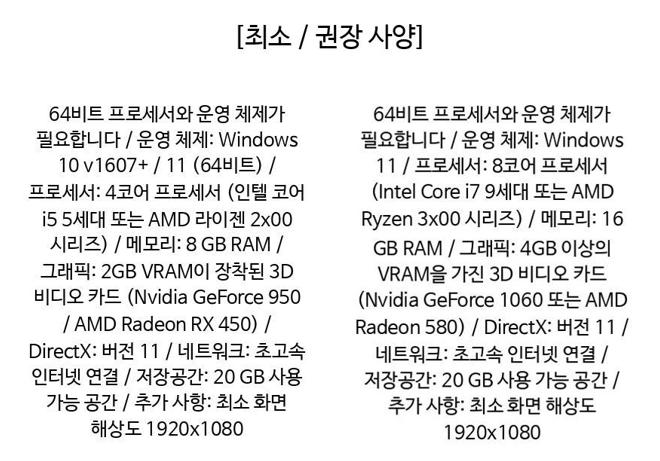 [최소 / 권장 사양]
64비트 프로세서와 운영 체제가
필요합니다 / 운영 체제: Windows
10 v1607+ / 11 (64비트) /
프로세서: 4코어 프로세서 (인텔 코어
i5 5세대 또는 AMD 라이젠 2x00
시리즈) / 메모리: 8 GB RAM /
그래픽: 2GB VRAM이 장착된 3D
비디오 카드 (Nvidia GeForce 950
/ AMD Radeon RX 450) /
DirectX: 버전 11 / 네트워크: 초고속
인터넷 연결 / 저장공간: 20 GB 사용
가능 공간 / 추가 사항: 최소 화면
해상도 1920x1080
64비트 프로세서와 운영 체제가
필요합니다 / 운영 체제: Windows
11 / 프로세서: 8코어 프로세서
(Intel Core i7 9세대 또는 AMD
Ryzen 3x00 시리즈) / 메모리: 16
GB RAM / 그래픽: 4GB 이상의
VRAM을 가진 3D 비디오 카드
(Nvidia GeForce 1060 또는 AMD
Radeon 580) / DirectX: 버전 11 /
네트워크: 초고속 인터넷 연결 /
저장공간: 20 GB 사용 가능 공간 /
추가 사항: 최소 화면 해상도
1920x1080